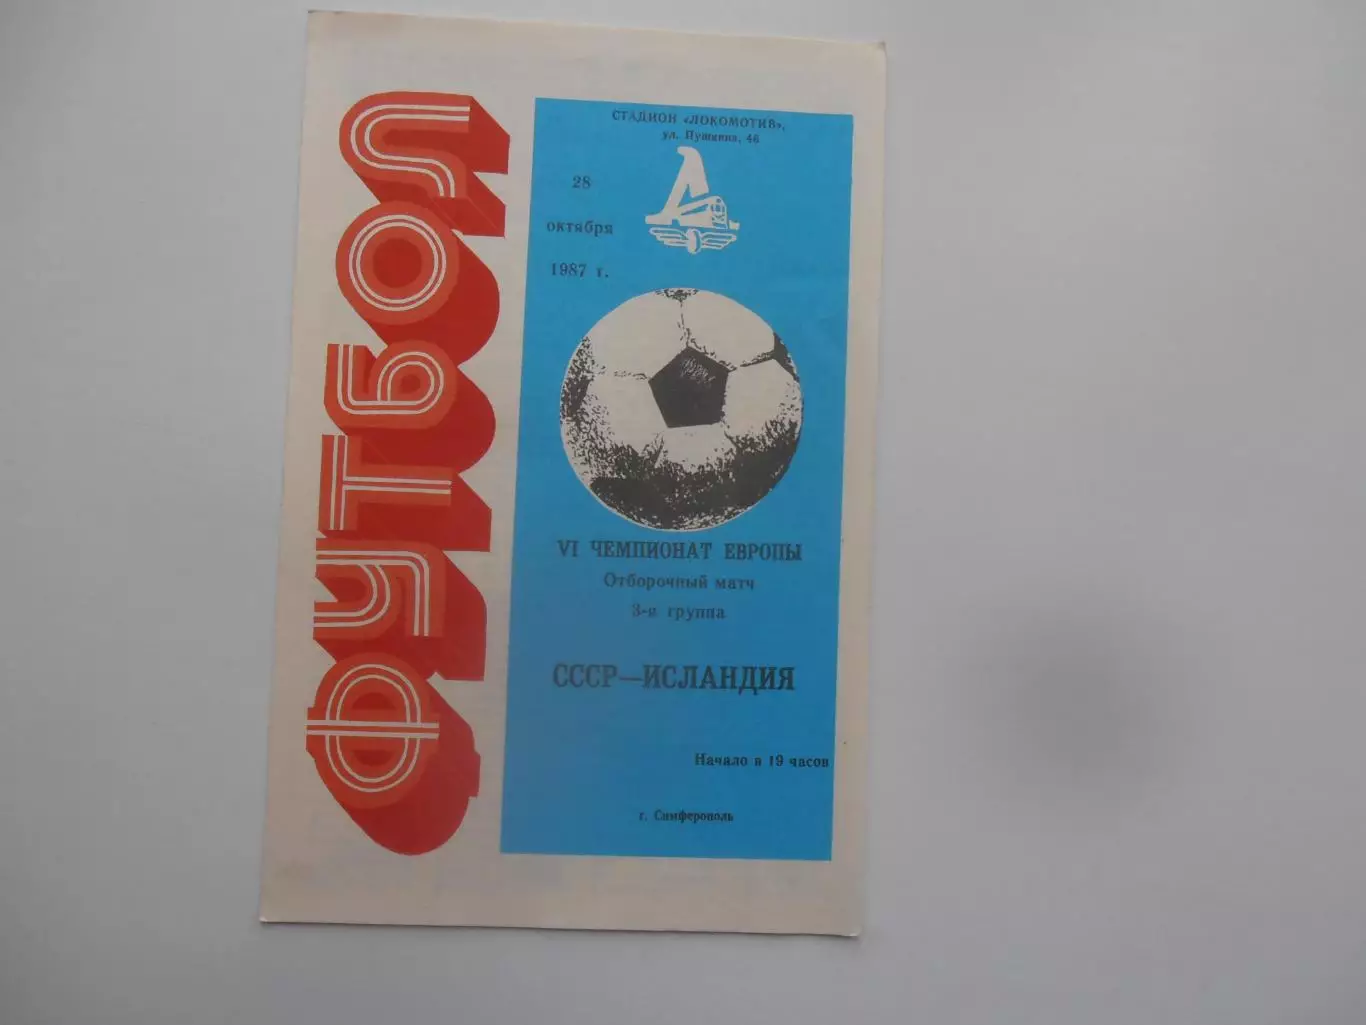 ФУТБОЛ
СТАДИОН «ЛОКОМОТИВ»,
ул. Пушкина, 46
28
октября
1987 г.
VI ЧЕМПИОНАТ ЕВРОПЫ
Отборочный матч
3-я группа
СССР—ИСЛАНДИЯ
Начало в 19 часов
г. Симферополь